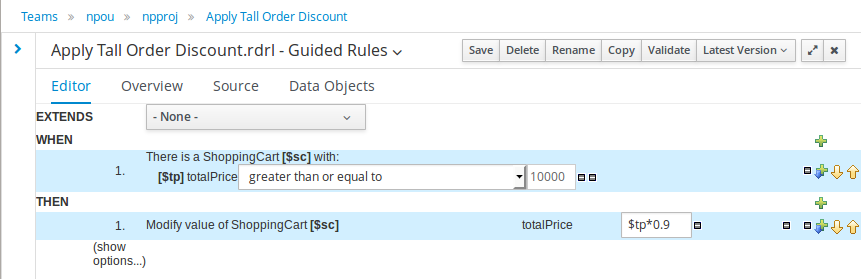 Teams » npou » npproj » Apply Tall Order Discount
Apply Tall Order Discount.rdrl - Guided Rules
Save Delete Rename Copy Validate Latest Version
Editor Overview Source Data Objects
EXTENDS - None -
WHEN
1. There is a ShoppingCart [$sc] with:
[$tp] totalPrice greater than or equal to 10000
THEN
1. Modify value of ShoppingCart [$sc] totalPrice $tp*0.9
(show
options...)